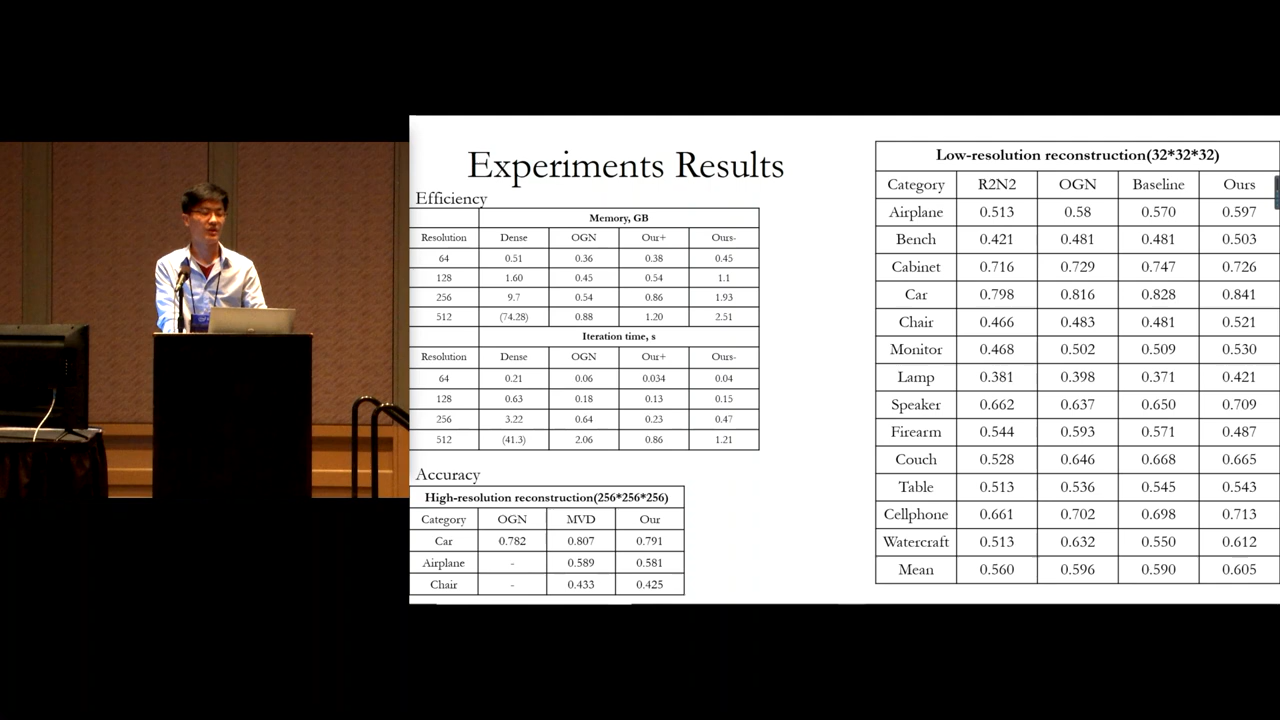 Experiments Results
Efficiency
Memory, GB
Resolution Dense OGN Our+ Ours-
64 0.51 0.36 0.38 0.45
128 1.60 0.45 0.54 1.1
256 9.7 0.54 0.86 1.93
512 (74.28) 0.88 1.20 2.51
Iteration time, s
Resolution Dense OGN Our+ Ours-
64 0.21 0.06 0.034 0.04
128 0.63 0.18 0.13 0.15
256 3.22 0.64 0.23 0.47
512 (41.3) 2.06 0.86 1.21
Accuracy
High-resolution reconstruction(256*256*256)
Category OGN MVD Our
Car 0.782 0.807 0.791
Airplane - 0.589 0.581
Chair - 0.433 0.425
Low-resolution reconstruction(32*32*32)
Category R2N2 OGN Baseline Ours
Airplane 0.513 0.58 0.570 0.597
Bench 0.421 0.481 0.481 0.503
Cabinet 0.716 0.729 0.747 0.726
Car 0.798 0.816 0.828 0.841
Chair 0.466 0.483 0.481 0.521
Monitor 0.468 0.502 0.509 0.530
Lamp 0.381 0.398 0.371 0.421
Speaker 0.662 0.637 0.650 0.709
Firearm 0.544 0.593 0.571 0.487
Couch 0.528 0.646 0.668 0.665
Table 0.513 0.536 0.545 0.543
Cellphone 0.661 0.702 0.698 0.713
Watercraft 0.513 0.632 0.550 0.612
Mean 0.560 0.596 0.590 0.605